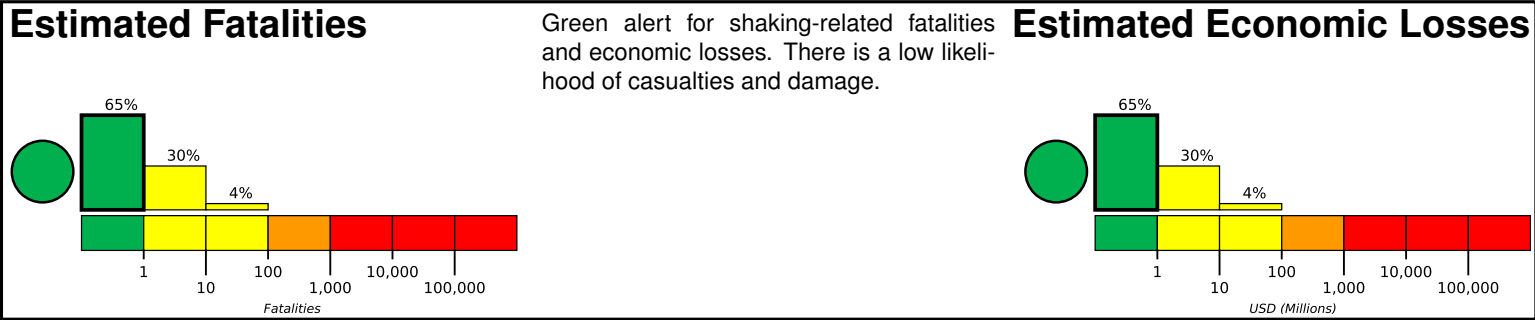 Estimated Fatalities
65%
30%
4%
1
10
100
1,000
10,000
100,000
Fatalities
Green alert for shaking-related fatalities
and economic losses. There is a low likeli-
hood of casualties and damage.
Estimated Economic Losses
65%
30%
4%
1
10
100
1,000
10,000
100,000
USD (Millions)